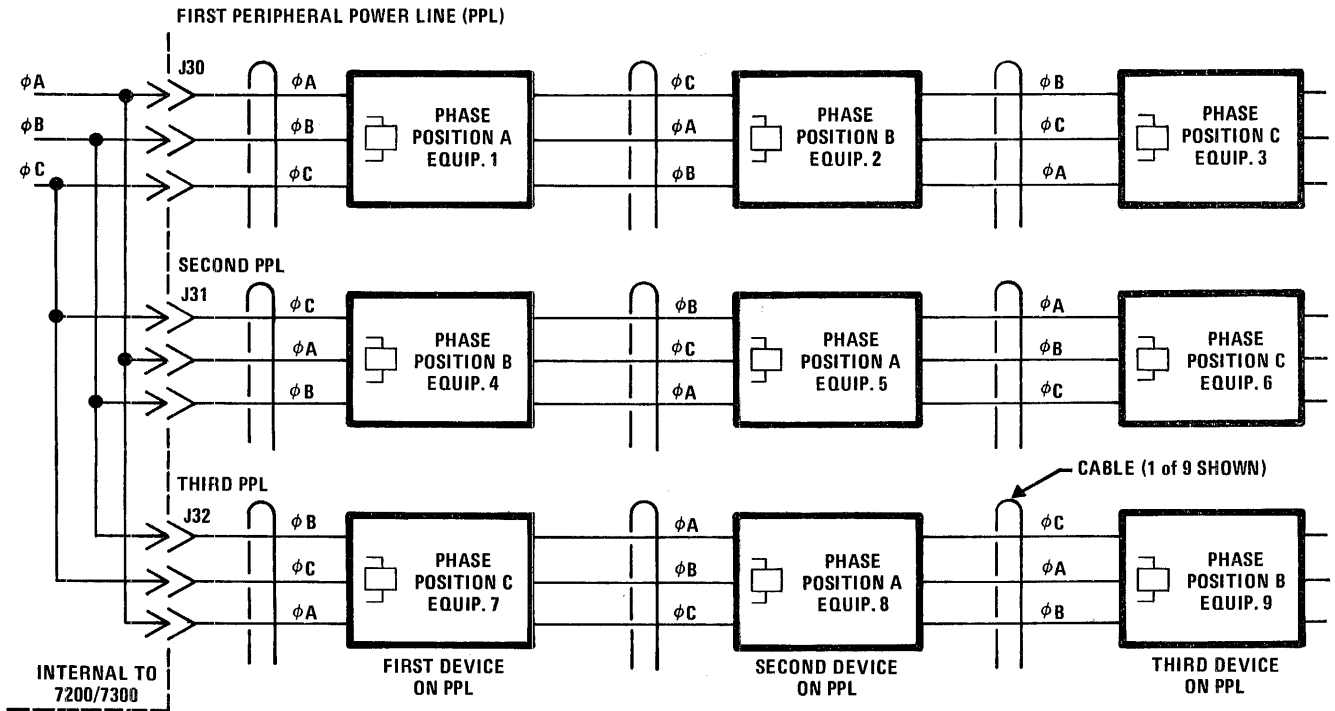 FIRST PERIPHERAL POWER LINE (PPL)
J30
φA
φB
φC
φA
φB
φC
PHASE
POSITION A
EQUIP. 1
φC
φA
φB
PHASE
POSITION B
EQUIP. 2
φB
φC
φA
PHASE
POSITION C
EQUIP. 3
SECOND PPL
J31
φC
φA
φB
PHASE
POSITION B
EQUIP. 4
φB
φC
φA
PHASE
POSITION A
EQUIP. 5
φA
φB
φC
PHASE
POSITION C
EQUIP. 6
CABLE (1 of 9 SHOWN)
THIRD PPL
J32
φB
φC
φA
PHASE
POSITION C
EQUIP. 7
φA
φB
φC
PHASE
POSITION A
EQUIP. 8
φC
φA
φB
PHASE
POSITION B
EQUIP. 9
INTERNAL TO
7200/7300
FIRST DEVICE
ON PPL
SECOND DEVICE
ON PPL
THIRD DEVICE
ON PPL